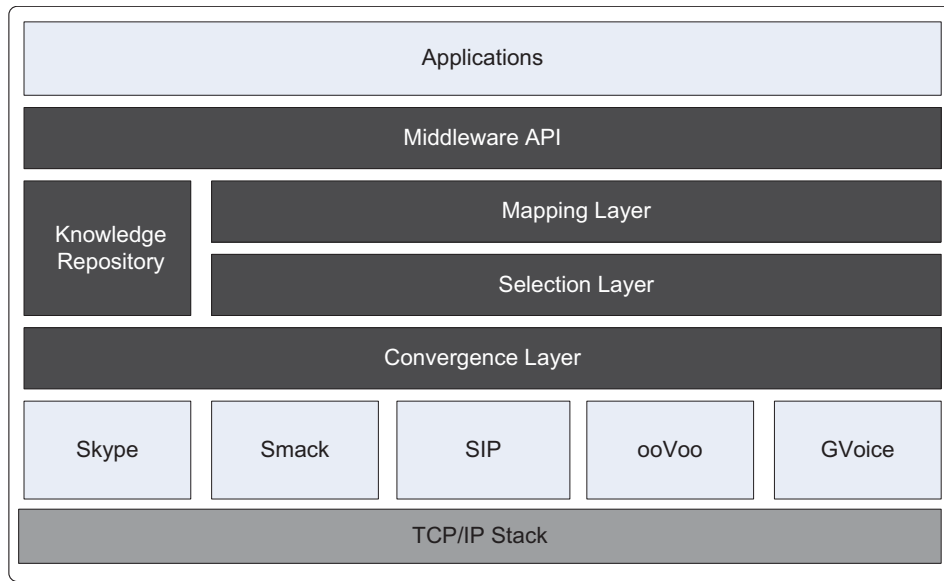 Applications
Middleware API
Knowledge
Repository
Mapping Layer
Selection Layer
Convergence Layer
Skype
Smack
SIP
ooVoo
GVoice
TCP/IP Stack